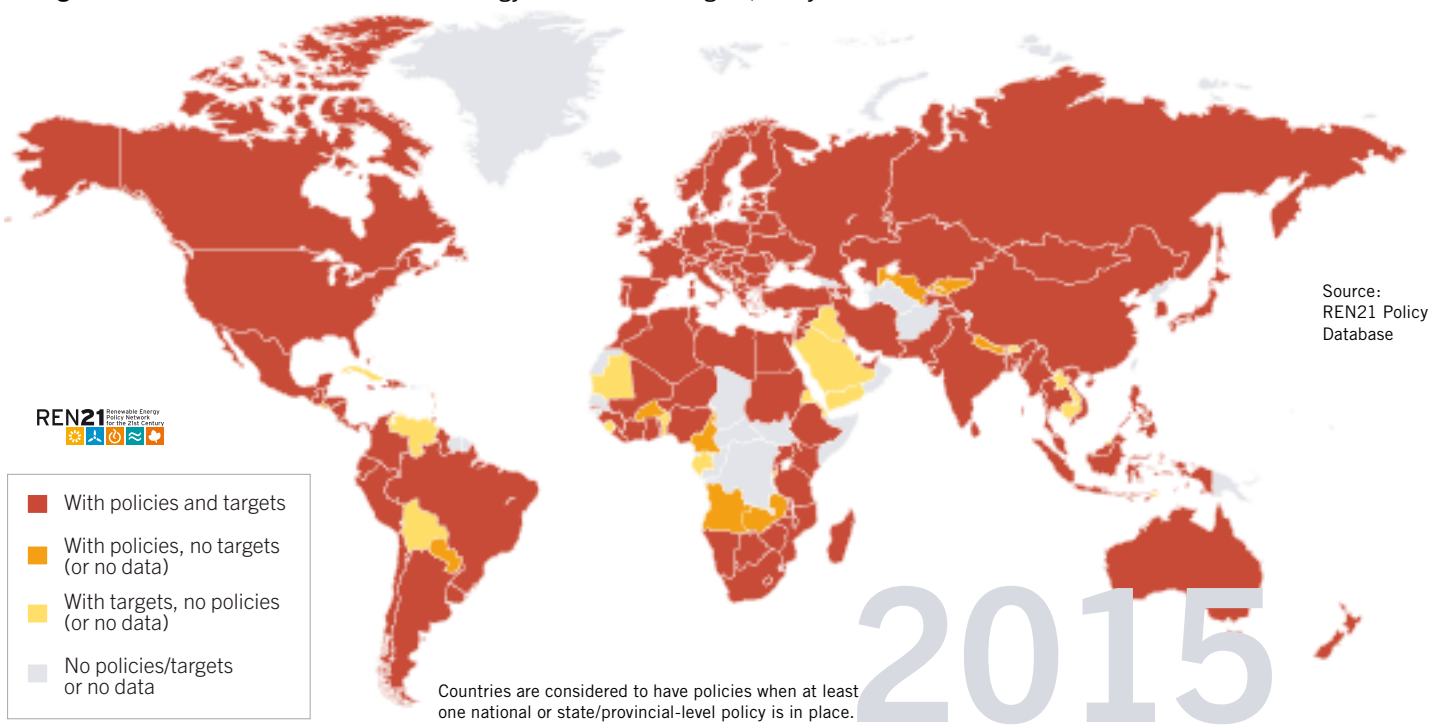 Source:
REN21 Policy
Database
REN21
Renewable Energy
Policy Network
for the 21st Century
With policies and targets
With policies, no targets
(or no data)
With targets, no policies
(or no data)
No policies/targets
or no data
Countries are considered to have policies when at least
one national or state/provincial-level policy is in place.
2015